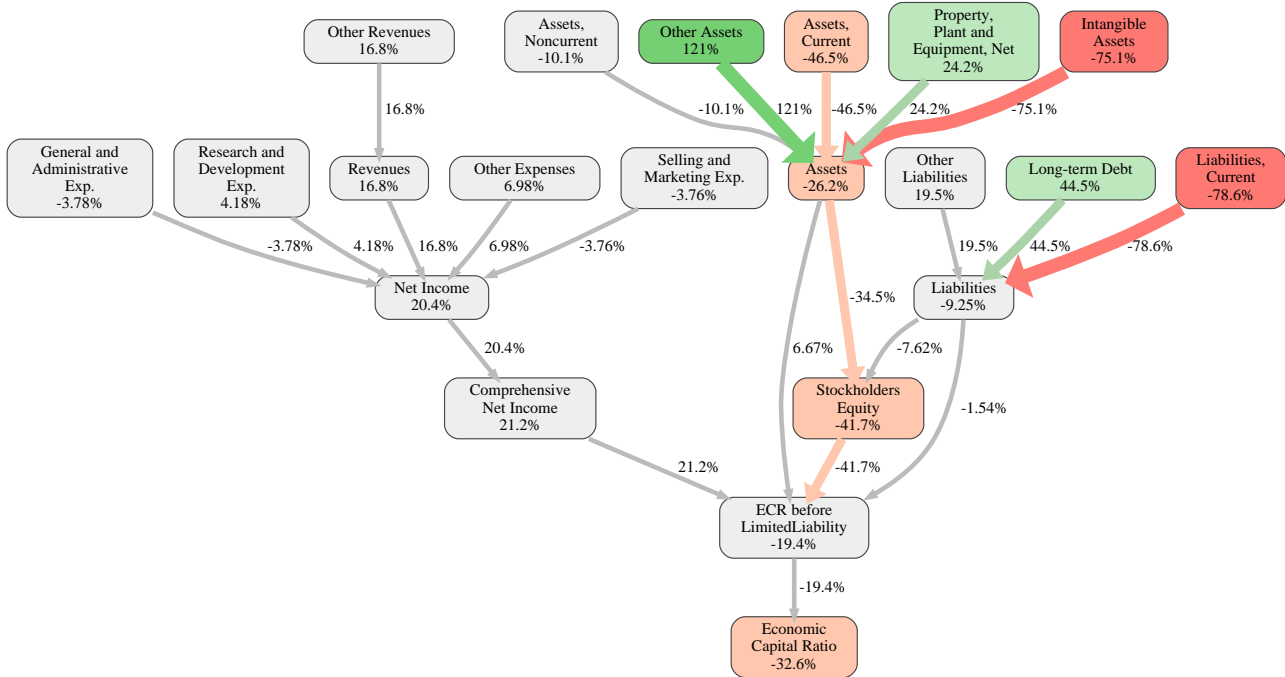 Other Revenues
16.8%
Assets,
Noncurrent
-10.1%
Other Assets
121%
Assets,
Current
-46.5%
Property,
Plant and
Equipment, Net
24.2%
Intangible
Assets
-75.1%
16.8%
-10.1%
121%
-46.5%
24.2%
-75.1%
General and
Administrative
Exp.
-3.78%
Research and
Development
Exp.
4.18%
Revenues
16.8%
Other Expenses
6.98%
Selling and
Marketing Exp.
-3.76%
Assets
-26.2%
Other
Liabilities
19.5%
Long-term Debt
44.5%
Liabilities,
Current
-78.6%
-3.78%
4.18%
16.8%
6.98%
-3.76%
19.5%
44.5%
-78.6%
Net Income
20.4%
Liabilities
-9.25%
-34.5%
20.4%
6.67%
-7.62%
-1.54%
Comprehensive
Net Income
21.2%
Stockholders
Equity
-41.7%
21.2%
-41.7%
ECR before
LimitedLiability
-19.4%
-19.4%
Economic
Capital Ratio
-32.6%